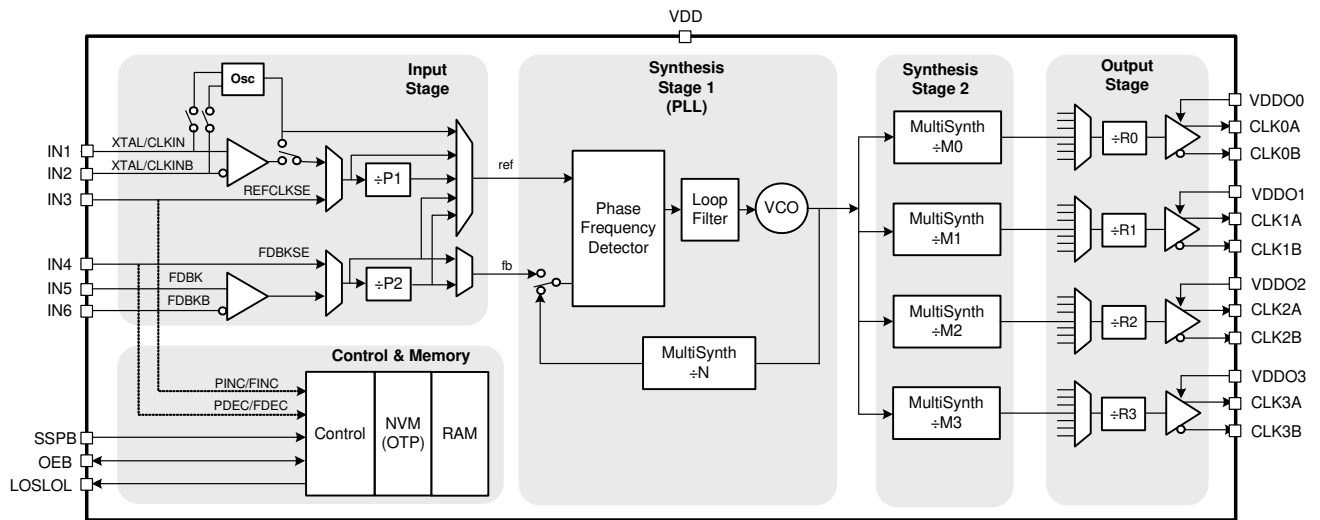 VDD
Input
Stage
Osc
IN1
XTAL/CLKIN
IN2
XTAL/CLKINB
IN3
REFCLKSE
÷P1
ref
IN4
FDBKSE
IN5
FDBK
IN6
FDBKB
÷P2
fb
Synthesis
Stage 1
(PLL)
Phase
Frequency
Detector
Loop
Filter
VCO
MultiSynth
÷N
Synthesis
Stage 2
MultiSynth
÷M0
MultiSynth
÷M1
MultiSynth
÷M2
MultiSynth
÷M3
Output
Stage
÷R0
÷R1
÷R2
÷R3
VDDO0
CLK0A
CLK0B
VDDO1
CLK1A
CLK1B
VDDO2
CLK2A
CLK2B
VDDO3
CLK3A
CLK3B
Control & Memory
PINC/FINC
PDEC/FDEC
SSPB
OEB
LOSLOL
Control
NVM
(OTP)
RAM